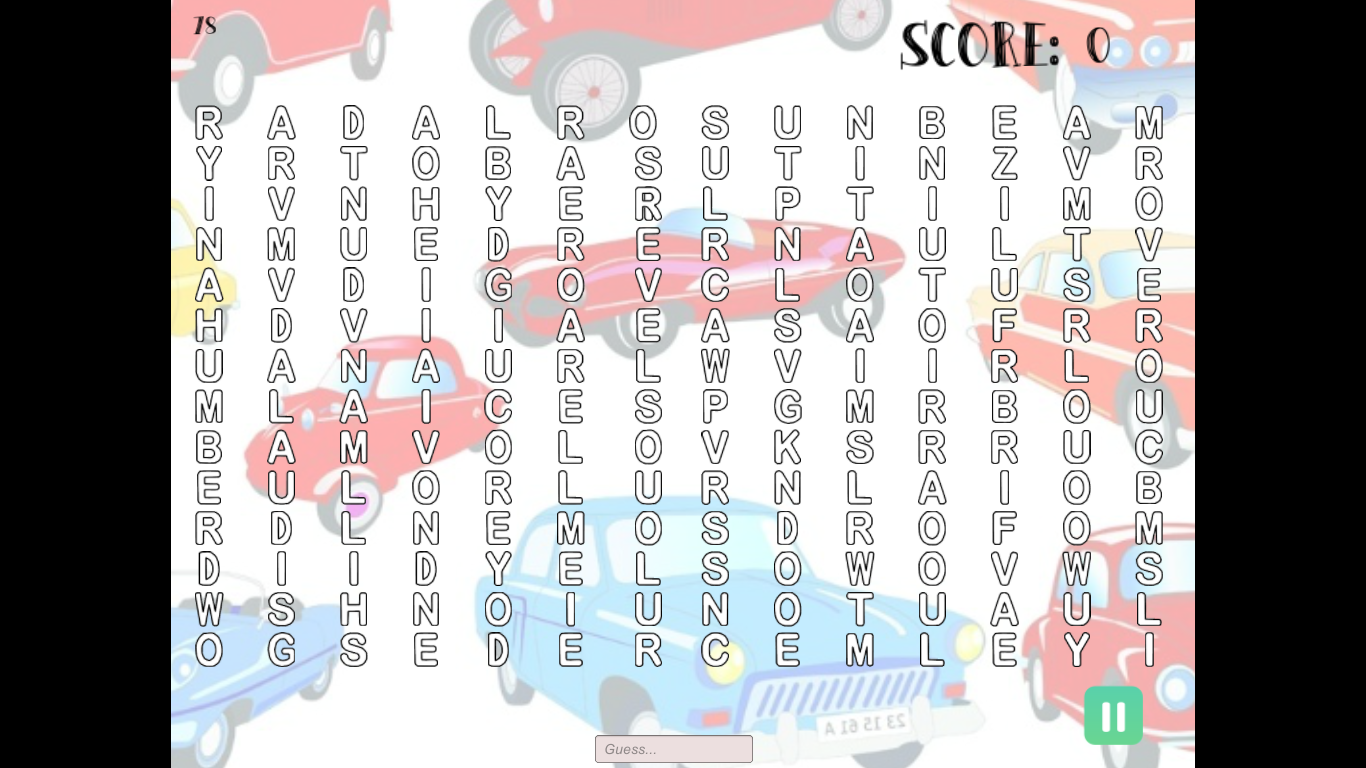 78
SCORE: 0
R A D A L R O S U N B E A M
Y R T O B A S U T I N Z V R
I V N H Y E R L P T I I M O
N M U E D R E R N A U L T V
A V D I G O V C L O T U S E
H D V I I A E A S A O F R R
U A N A U R L W V I I R L O
M L A I C E S P G M R B O U
B A M V O L O V K S R R U C
E U L O R L U R N L A I O B
R D L N E M O S D R O F O M
D I I D Y E L S O W O V W S
W S H N O I U N O T U A U L
O G S E D E R C E M L E Y I
23 15 61 A
Guess...